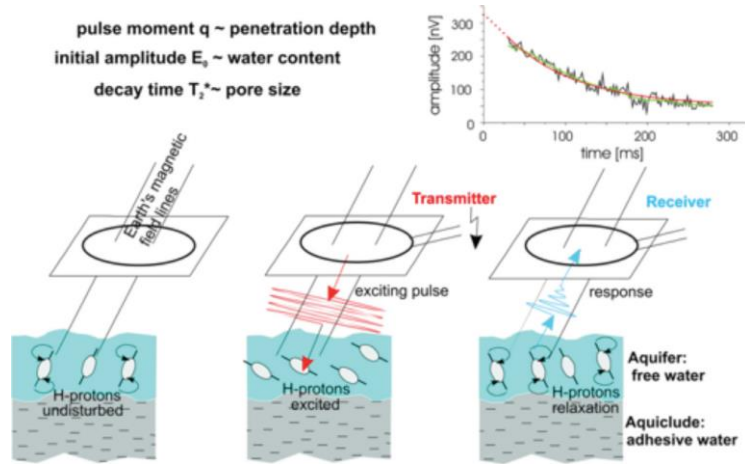 pulse moment q ~ penetration depth
initial amplitude E₀ ~ water content
decay time T₂*~ pore size
amplitude [nV]
300
200
100
0
0
100
200
300
time [ms]
Earth's magnetic
field lines
Transmitter
Receiver
exciting pulse
response
H-protons
undisturbed
H-protons
excited
H-protons
relaxation
Aquifer:
free water
Aquiclude:
adhesive water